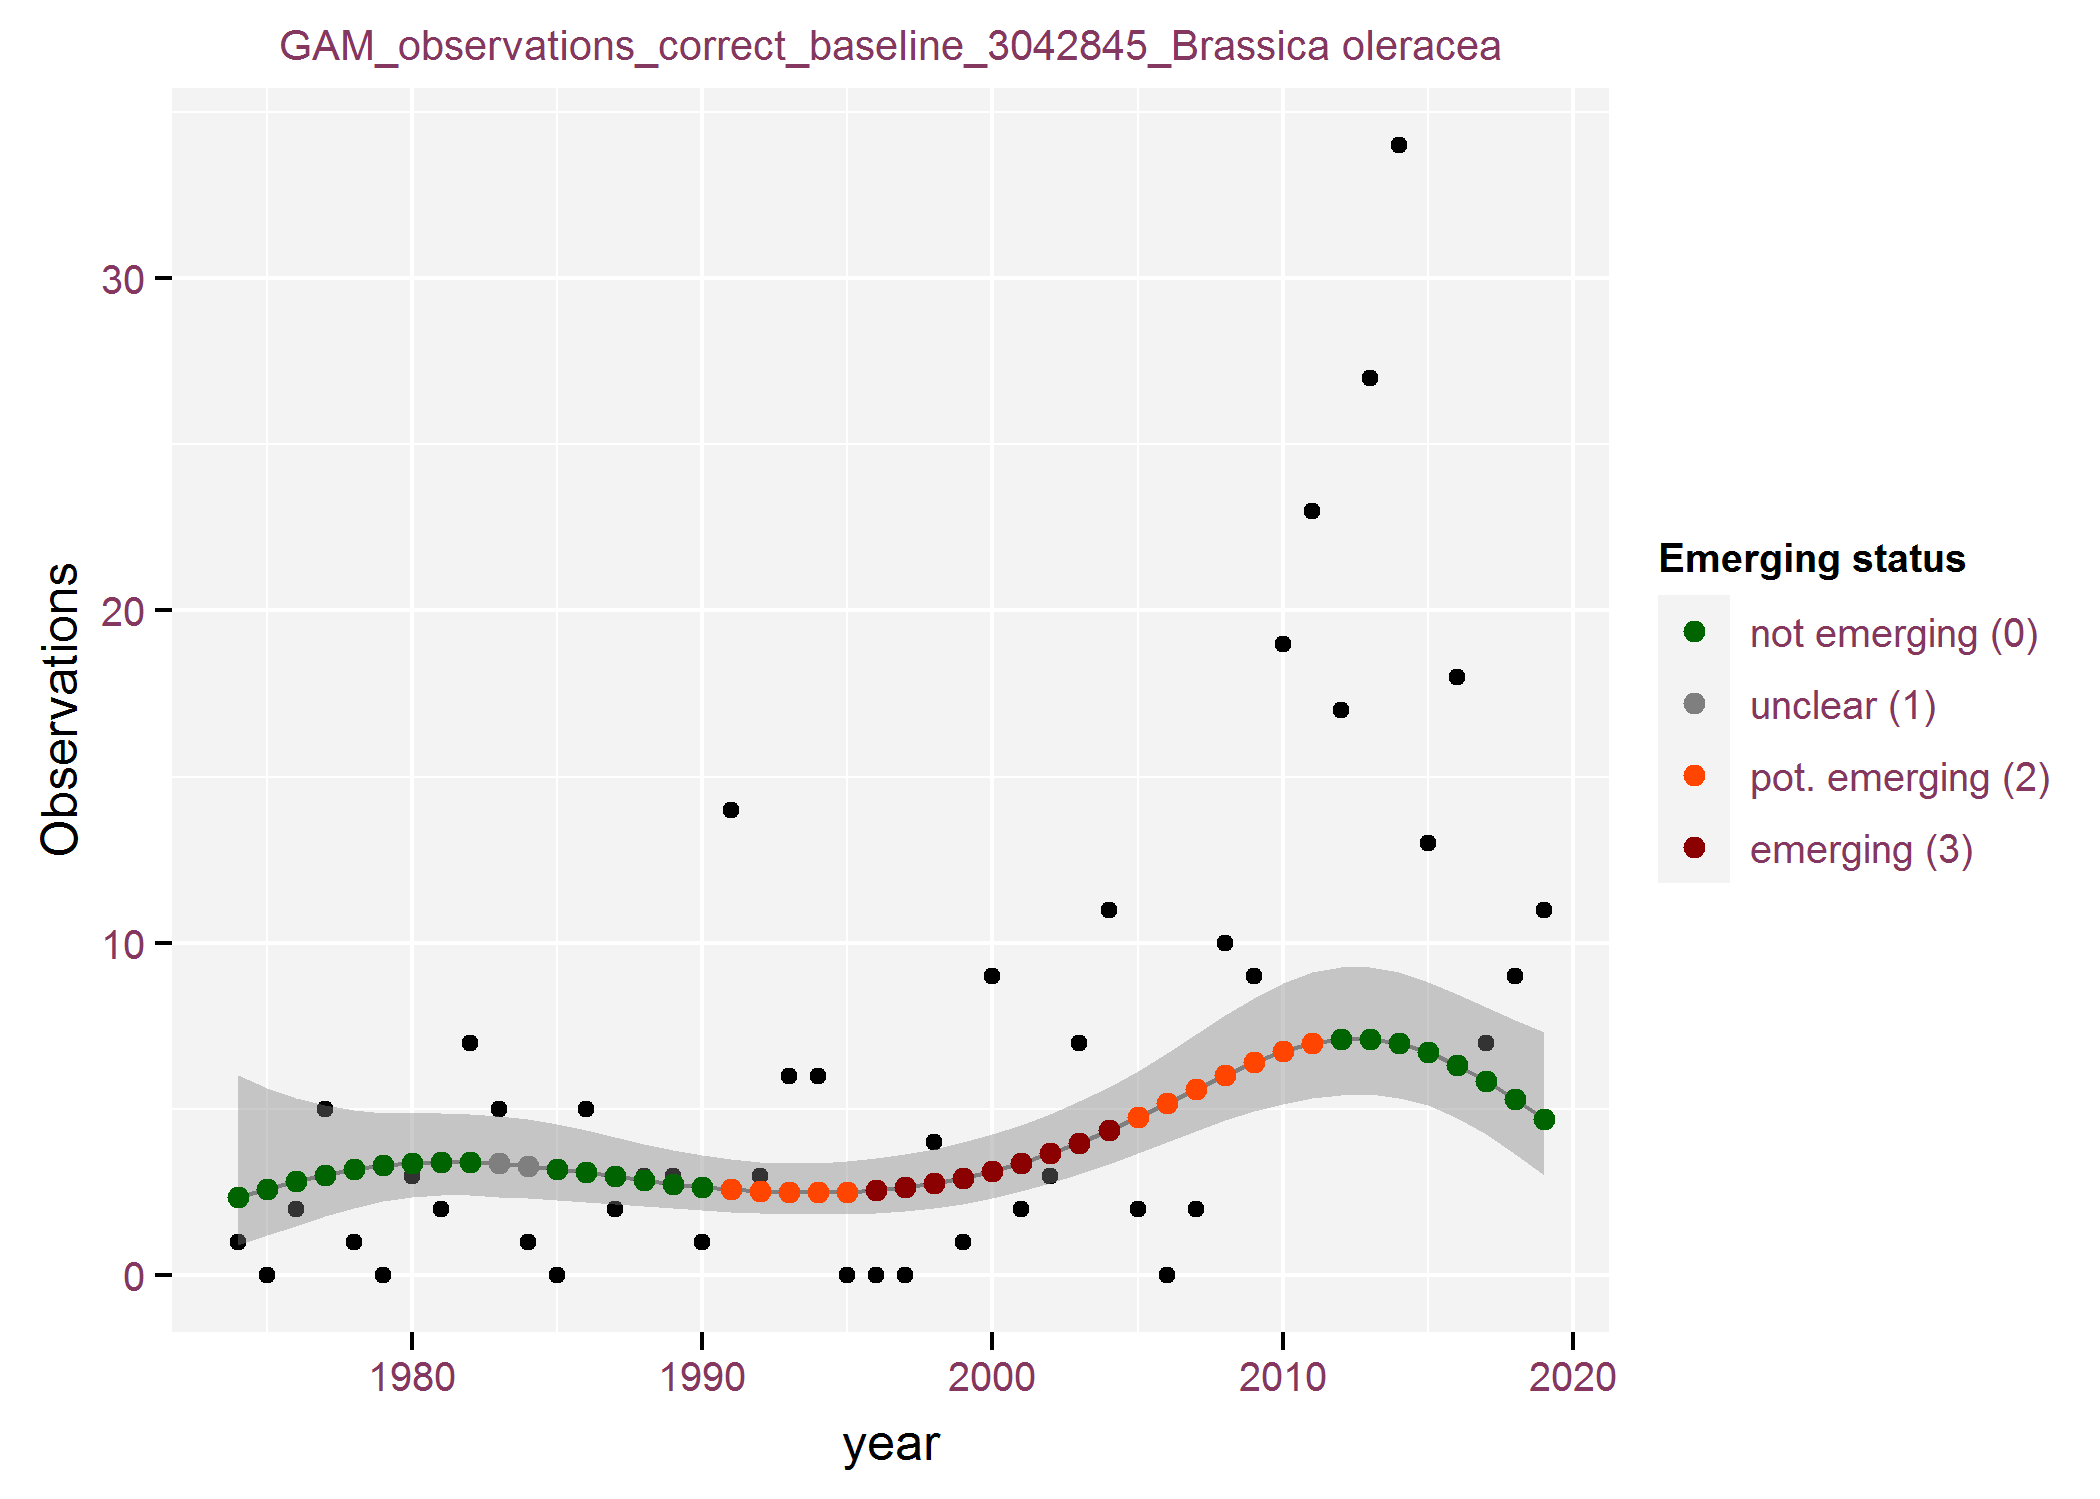 GAM_observations_correct_baseline_3042845_Brassica oleracea
Observations
30
20
10
0
1980
1990
2000
2010
2020
year
Emerging status
not emerging (0)
unclear (1)
pot. emerging (2)
emerging (3)